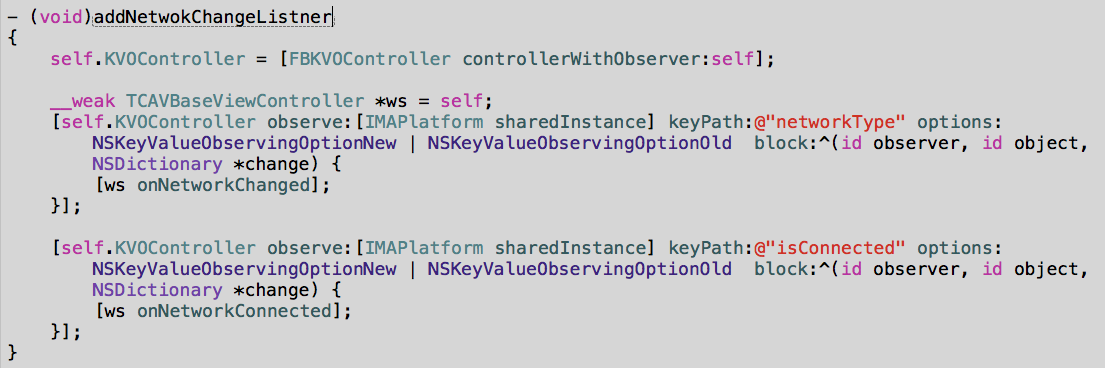 - (void)addNetwokChangeListner
{
    self.KVOController = [FBKVOController controllerWithObserver:self];

    __weak TCAVBaseViewController *ws = self;
    [self.KVOController observe:[IMAPlatform sharedInstance] keyPath:@"networkType" options:
        NSKeyValueObservingOptionNew | NSKeyValueObservingOptionOld  block:^(id observer, id object,
        NSDictionary *change) {
        [ws onNetworkChanged];
    }];

    [self.KVOController observe:[IMAPlatform sharedInstance] keyPath:@"isConnected" options:
        NSKeyValueObservingOptionNew | NSKeyValueObservingOptionOld  block:^(id observer, id object,
        NSDictionary *change) {
        [ws onNetworkConnected];
    }];
}